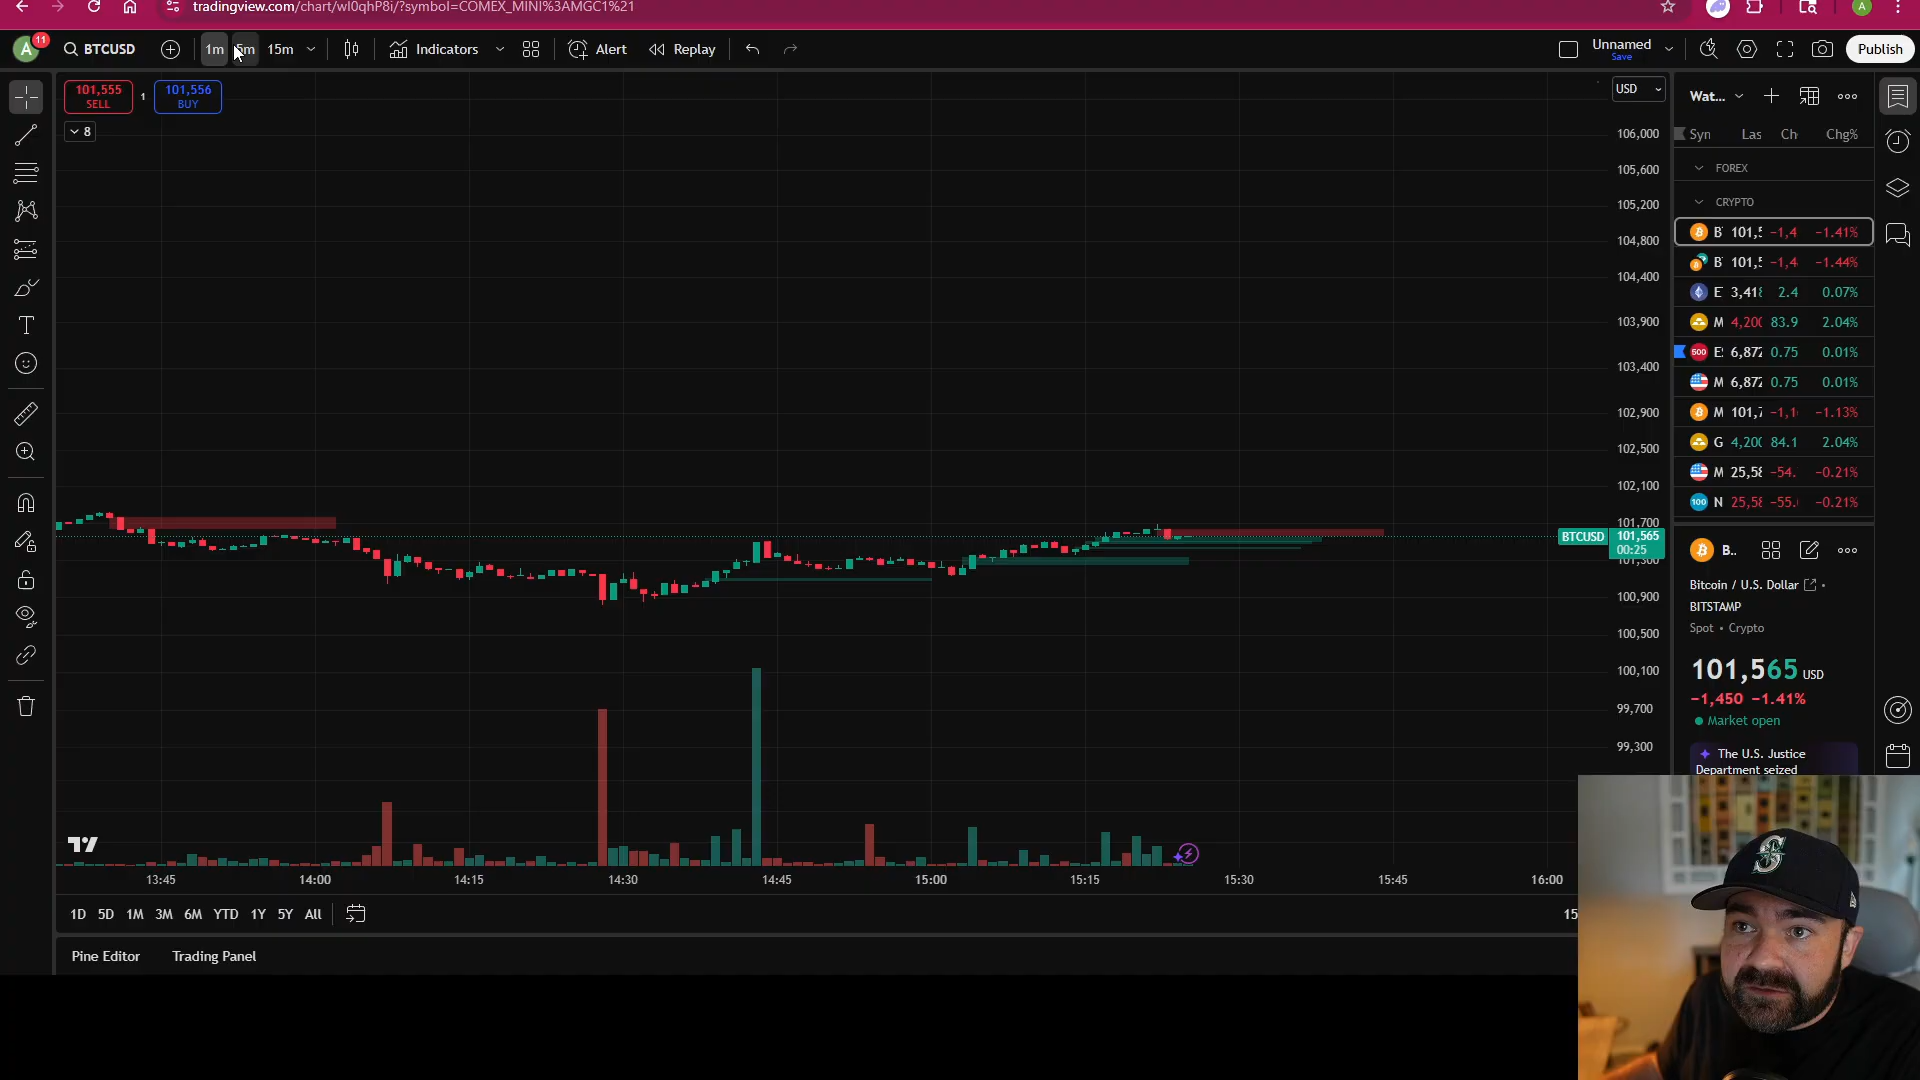 tradingview.com/chart/wl0qhP8i/?symbol=COMEX_MINI%3AMGC1%21
A
A 11 BTCUSD 1m 5m 15m Indicators Alert Replay Unnamed Save Publish
101,555 SELL 1 101,556 BUY
8
USD
106,000
105,600
105,200
104,800
104,400
103,900
103,400
102,900
102,500
102,100
101,700
BTCUSD 101,565
00:25
100,900
100,500
100,100
99,700
99,300
13:45 14:00 14:15 14:30 14:45 15:00 15:15 15:30 15:45 16:00
1D 5D 1M 3M 6M YTD 1Y 5Y All 15
Pine Editor Trading Panel
Wat...
Syn Las Ch Chg%
FOREX
CRYPTO
B 101,5 −1,4 −1.41%
B 101,5 −1,4 −1.44%
E 3,418 2.4 0.07%
M 4,200 83.9 2.04%
500 E 6,872 0.75 0.01%
M 6,872 0.75 0.01%
M 101,7 −1,1 −1.13%
G 4,200 84.1 2.04%
M 25,58 −54. −0.21%
100 N 25,58 −55. −0.21%
B..
Bitcoin / U.S. Dollar •
BITSTAMP
Spot • Crypto
101,565 USD
−1,450 −1.41%
Market open
The U.S. Justice
Department seized
S